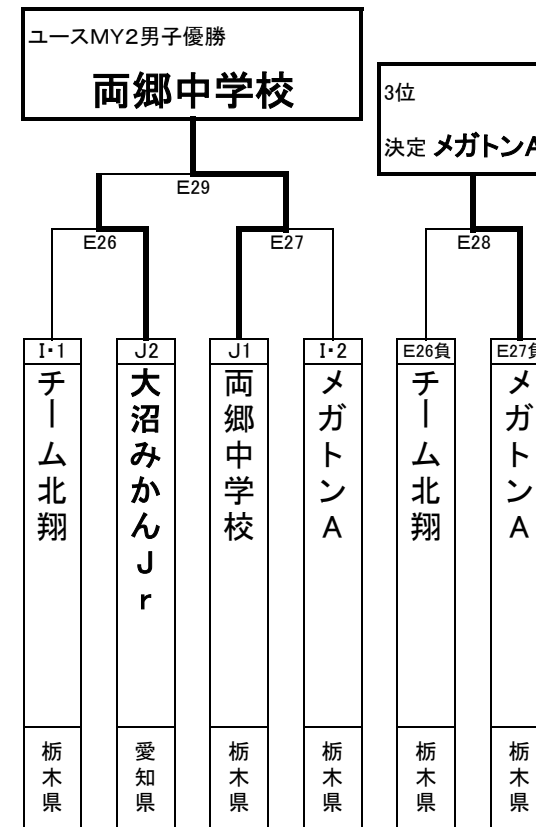 ユースMY2男子優勝
両郷中学校
3位
決定 メガトンA
E29
E26
E27
E28
I・1
J2
J1
I・2
E26負
E27負
チーム北翔
大沼みかんJr
両郷中学校
メガトンA
チーム北翔
メガトンA
栃木県
愛知県
栃木県
栃木県
栃木県
栃木県